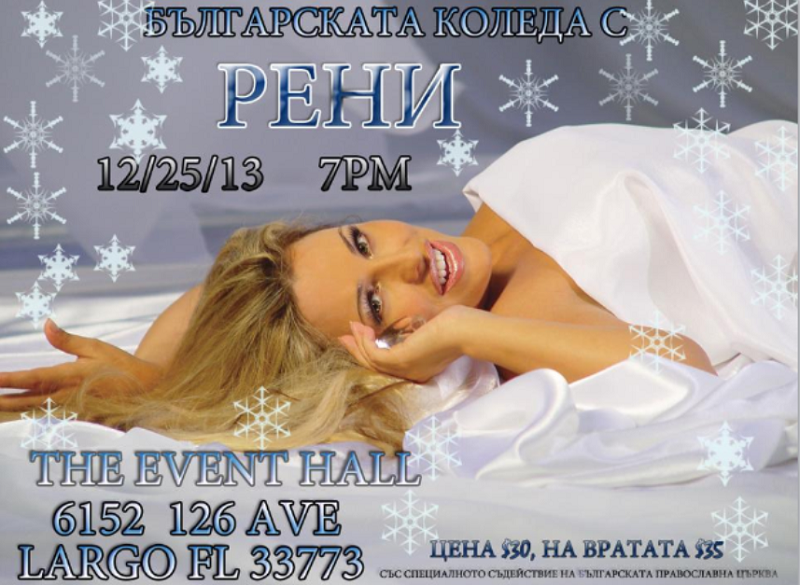 БЪЛГАРСКАТА КОЛЕДА С
РЕНИ
12/25/13 7PM
THE EVENT HALL
6152 126 AVE
LARGO FL 33773
ЦЕНА $30, НА ВРАТАТА $35
СЪС СПЕЦИАЛНОТО СЪДЕЙСТВИЕ НА БЪЛГАРСКАТА ПРАВОСЛАВНА ЦЪРКВА